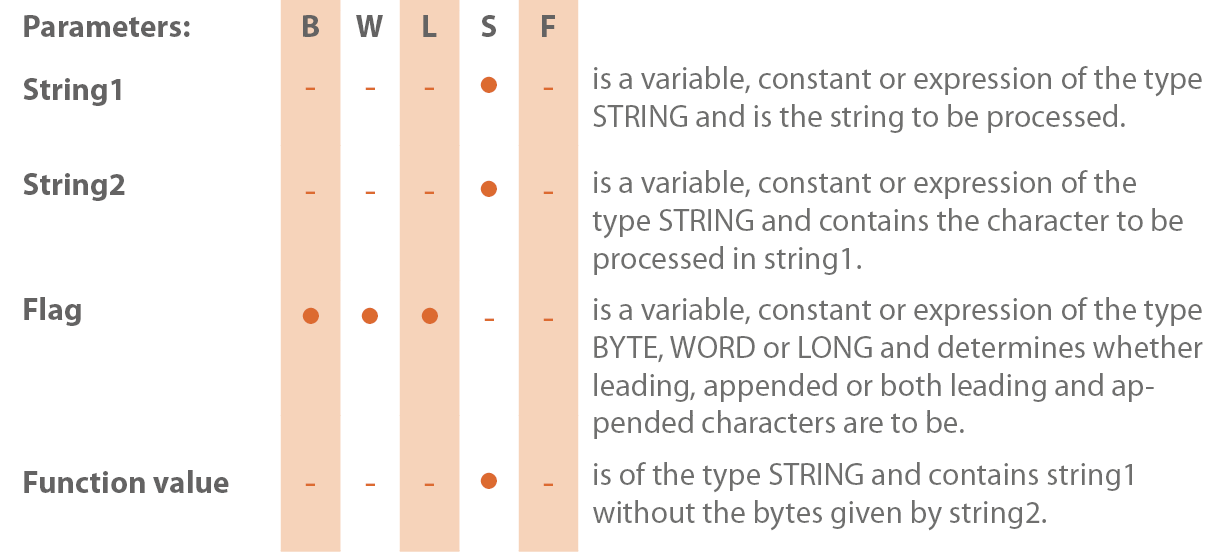 Parameters: B W L S F
String1 - - - ● - is a variable, constant or expression of the type
STRING and is the string to be processed.
String2 - - - ● - is a variable, constant or expression of the
type STRING and contains the character to be
processed in string1.
Flag ● ● ● - - is a variable, constant or expression of the type
BYTE, WORD or LONG and determines whether
leading, appended or both leading and ap-
pended characters are to be.
Function value - - - ● - is of the type STRING and contains string1
without the bytes given by string2.